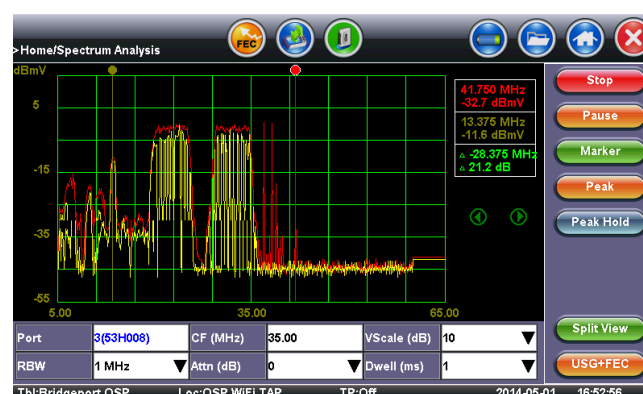 FEC
>Home/Spectrum Analysis
dBmV
5
-15
-35
-55
5.00 35.00 65.00
41.750 MHz
-32.7 dBmV
13.375 MHz
-11.6 dBmV
△ -28.375 MHz
△ 21.2 dB
Stop
Pause
Marker
Peak
Peak Hold
Split View
USG+FEC
Port 3(53H008) CF (MHz) 35.00 VScale (dB) 10
RBW 1 MHz Attn (dB) 0 Dwell (ms) 1
Tbl:Bridgeport OSP Loc:OSP WiFi TAP TP:Off 2014-05-01 16:52:56